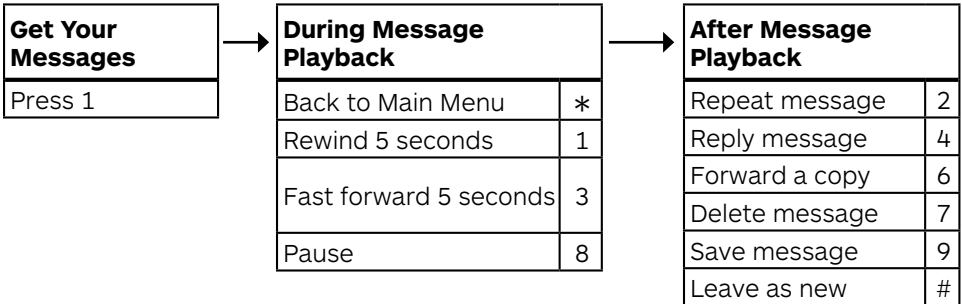 Get Your
Messages
Press 1
During Message
Playback
Back to Main Menu *
Rewind 5 seconds 1
Fast forward 5 seconds 3
Pause 8
After Message
Playback
Repeat message 2
Reply message 4
Forward a copy 6
Delete message 7
Save message 9
Leave as new #